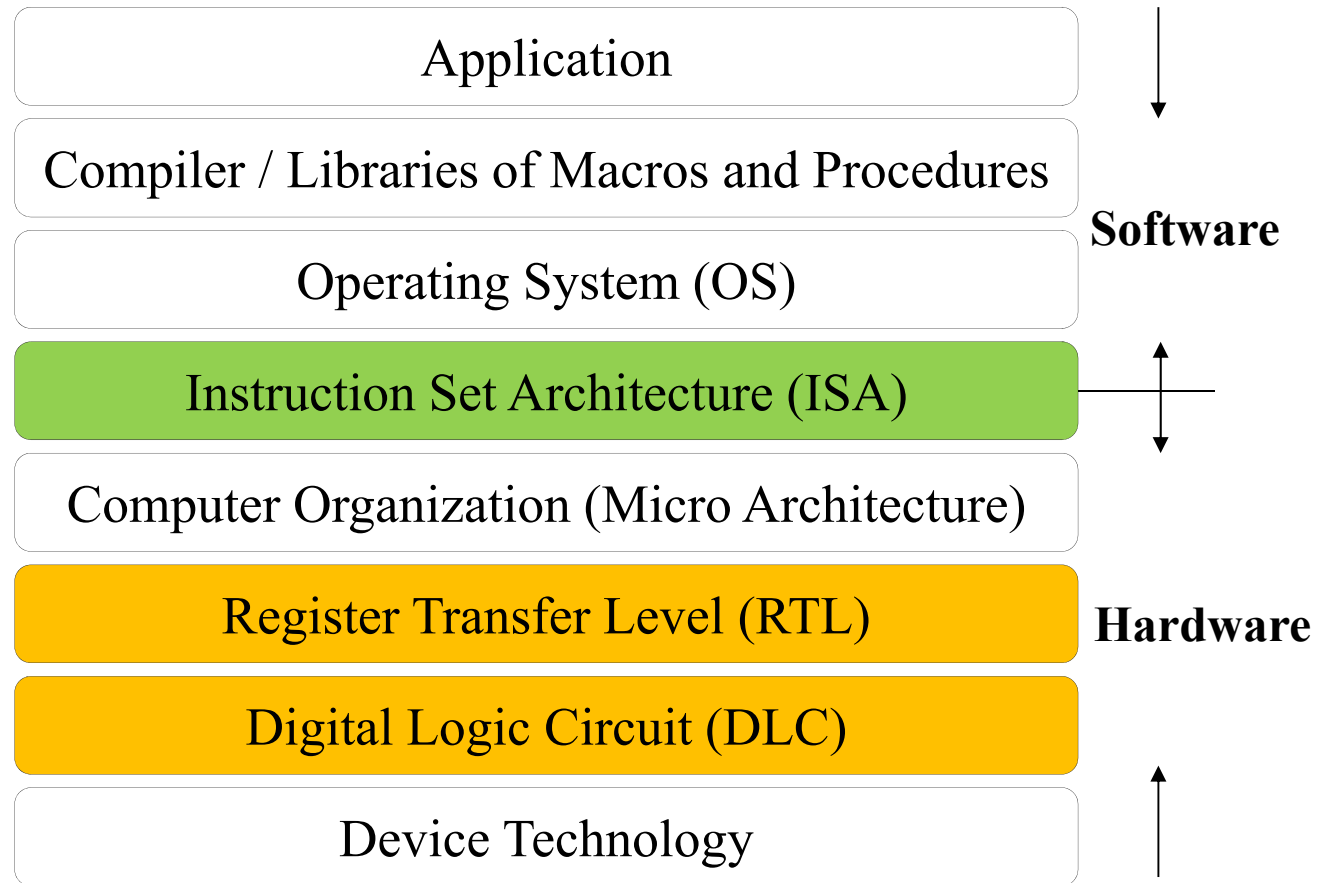 Application
Compiler / Libraries of Macros and Procedures
Software
Operating System (OS)
Instruction Set Architecture (ISA)
Computer Organization (Micro Architecture)
Register Transfer Level (RTL)
Hardware
Digital Logic Circuit (DLC)
Device Technology